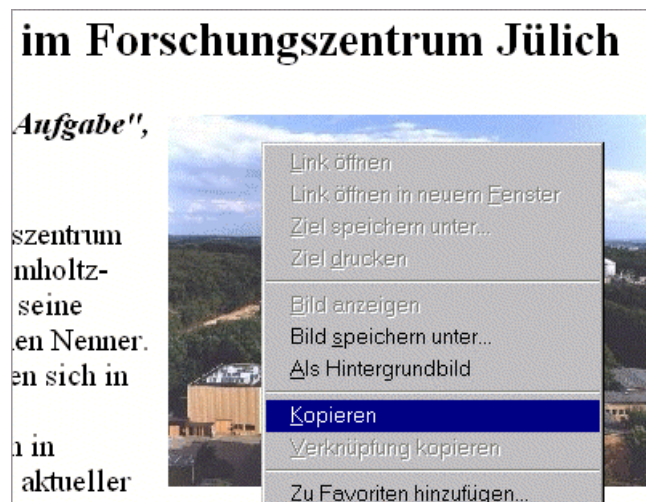 im Forschungszentrum Jülich
Aufgabe",
szentrum
mholtz-
seine
en Nenner.
en sich in
n in
aktueller
Link öffnen
Link öffnen in neuem Fenster
Ziel speichern unter...
Ziel drucken
Bild anzeigen
Bild speichern unter...
Als Hintergrundbild
Kopieren
Verknüpfung kopieren
Zu Favoriten hinzufügen...